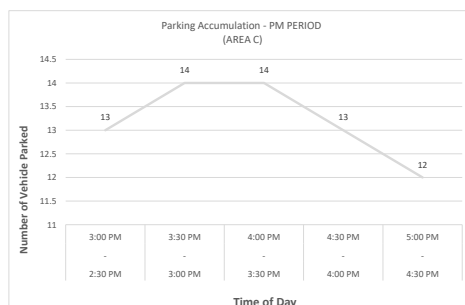 Parking Accumulation - PM PERIOD
(AREA C)
14.5
14
13.5
13
12.5
12
11.5
11
Number of Vehicle Parked
13
14
14
13
12
3:00 PM 3:30 PM 4:00 PM 4:30 PM 5:00 PM
- - - - -
2:30 PM 3:00 PM 3:30 PM 4:00 PM 4:30 PM
Time of Day